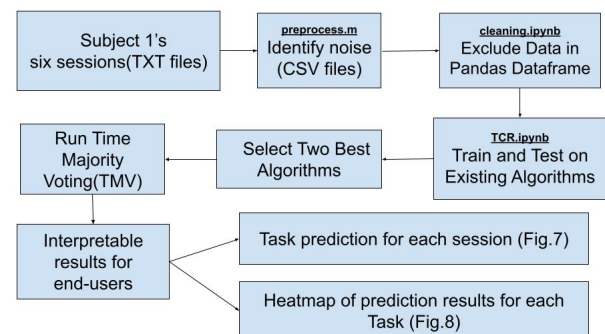 Subject 1's
six sessions(TXT files)
preprocess.m
Identify noise
(CSV files)
cleaning.ipynb
Exclude Data in
Pandas Dataframe
TCR.ipynb
Train and Test on
Existing Algorithms
Select Two Best
Algorithms
Run Time
Majority
Voting(TMV)
Interpretable
results for
end-users
Task prediction for each session (Fig.7)
Heatmap of prediction results for each
Task (Fig.8)